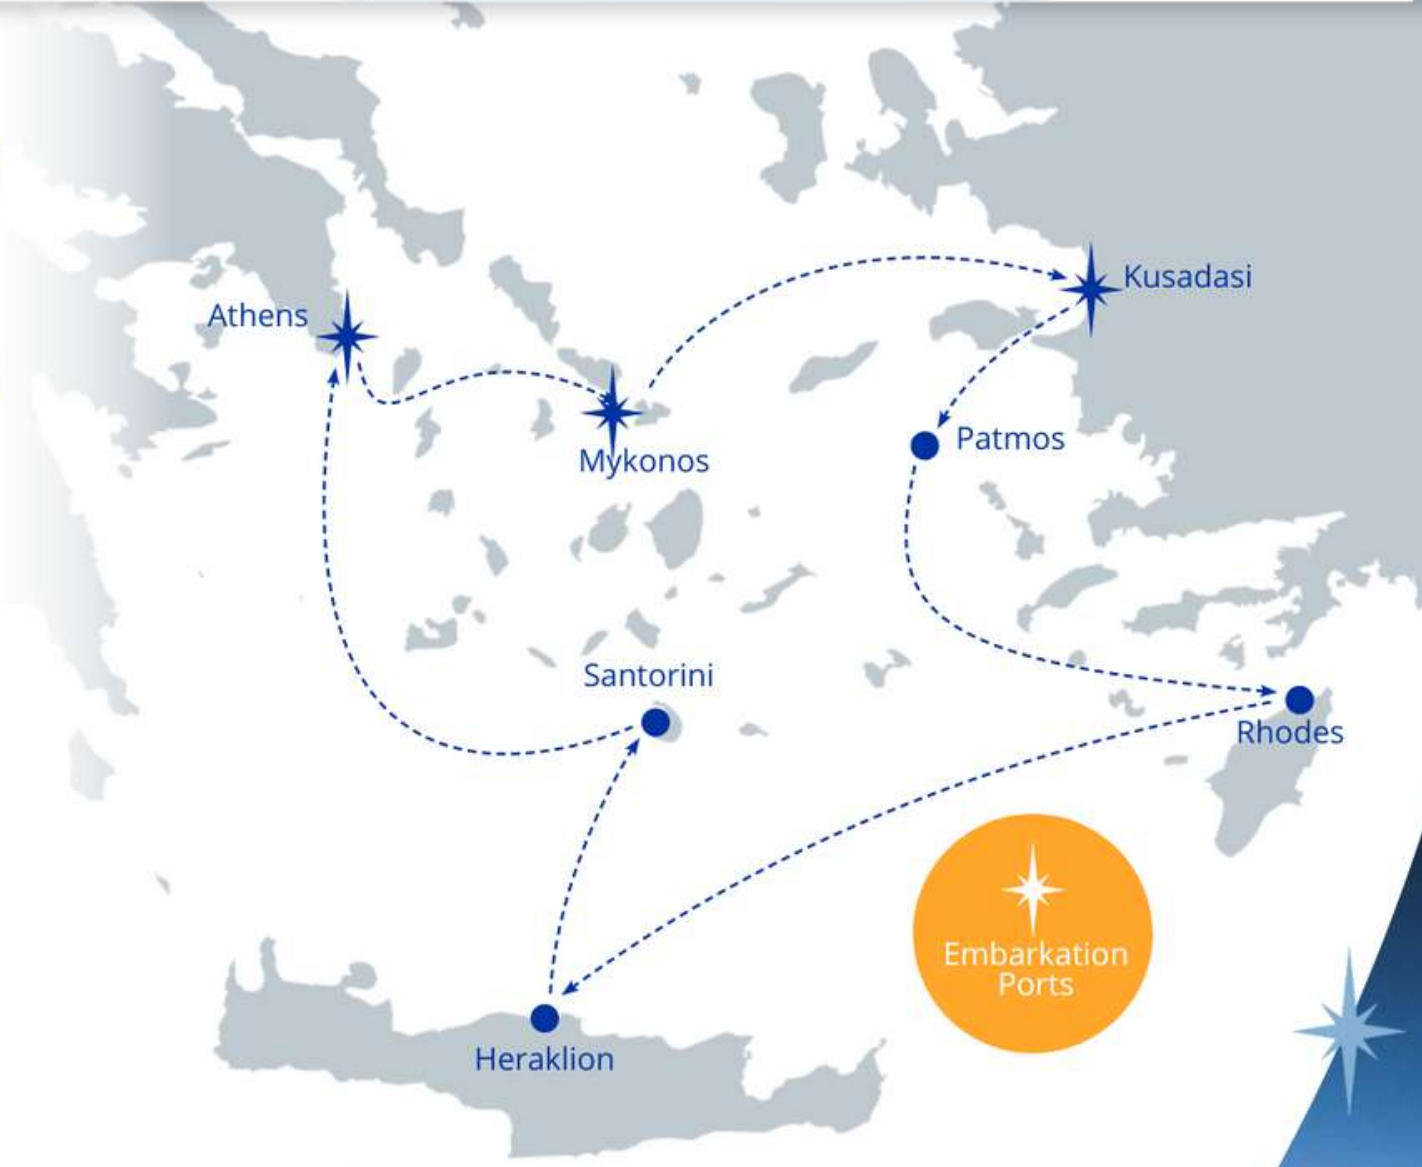 Kusadasi
Athens
Patmos
Mykonos
Santorini
Rhodes
Embarkation
Ports
Heraklion